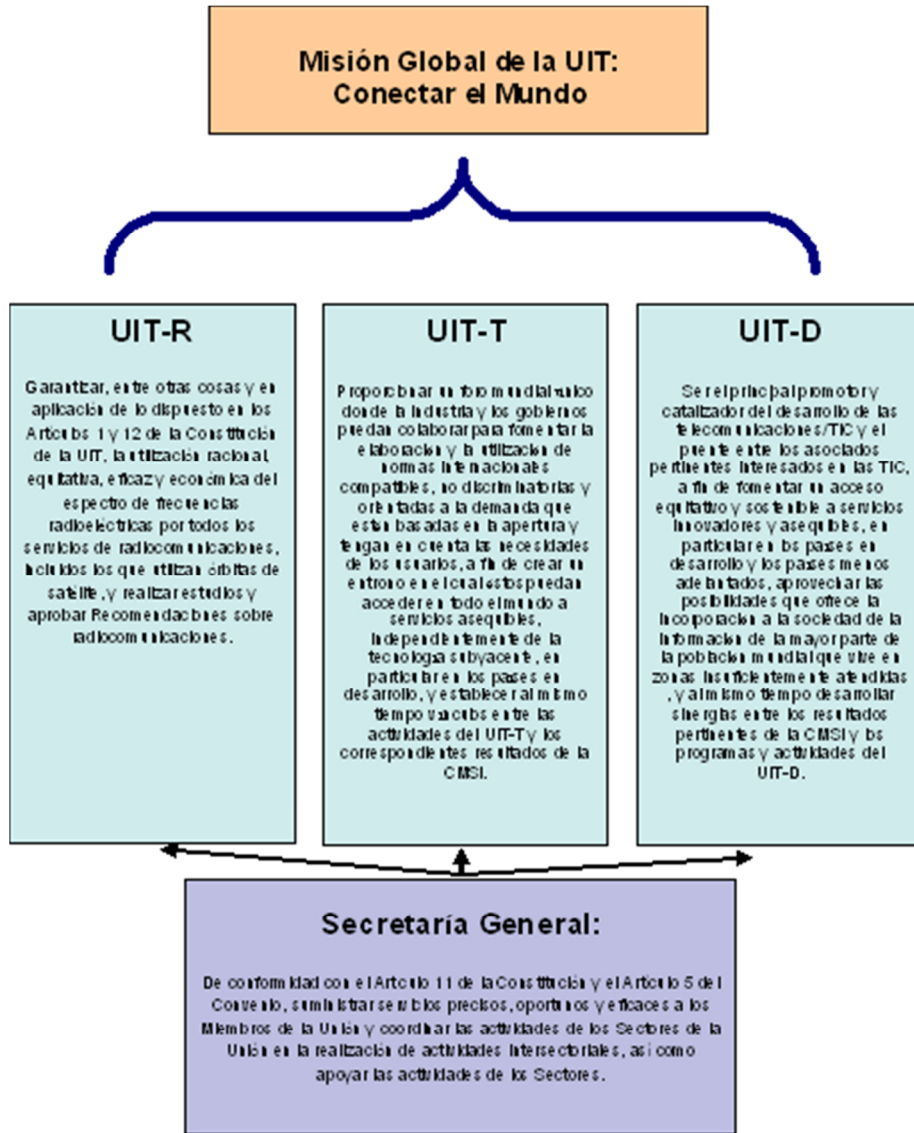 Misión Global de la UIT:
Conectar el Mundo
UIT-R
Garantizar, entre otras cosas y en
aplicación de lo dispuesto en los
Artículos 1 y 12 de la Constitución
de la UIT, la utilización racional,
equitativa, eficaz y económica del
espectro de frecuencias
radioeléctricas por todos los
servicios de radiocomunicaciones,
incluidos los que utilizan órbitas de
satélite, y realizar estudios y
aprobar Recomendaciones sobre
radiocomunicaciones.
UIT-T
Proporcionar un foro mundial único
donde la industria y los gobiernos
puedan colaborar para fomentar la
elaboración y la utilización de
normas internacionales
compatibles, no discriminatorias y
orientadas a la demanda que
estén basadas en la apertura y
tengan en cuenta las necesidades
de los usuarios, a fin de crear un
entrono en el cual éstos puedan
acceder en todo el mundo a
servicios asequibles,
independientemente de la
tecnología subyacente, en
particular en los países en
desarrollo, y establecer al mismo
tiempo vínculos entre las
actividades del UIT-T y los
correspondientes resultados de la
CMSI.
UIT-D
Ser el principal promotor y
catalizador del desarrollo de las
telecomunicaciones/TIC y el
puente entre los asociados
pertinentes interesados en las TIC,
a fin de fomentar un acceso
equitativo y sostenible a servicios
innovadores y asequibles, en
particular en los países en
desarrollo y los países menos
adelantados, aprovechar las
posibilidades que ofrece la
incorporación a la sociedad de la
información de la mayor parte de
la población mundial que vive en
zonas insuficientemente atendidas
, y al mismo tiempo desarrollar
sinergias entre los resultados
pertinentes de la CMSI y los
programas y actividades del
UIT-D.
Secretaría General:
De conformidad con el Artículo 11 de la Constitución y el Artículo 5 del
Convenio, suministrar servicios precisos, oportunos y eficaces a los
Miembros de la Unión y coordinar las actividades de los Sectores de la
Unión en la realización de actividades intersectoriales, así como
apoyar las actividades de los Sectores.